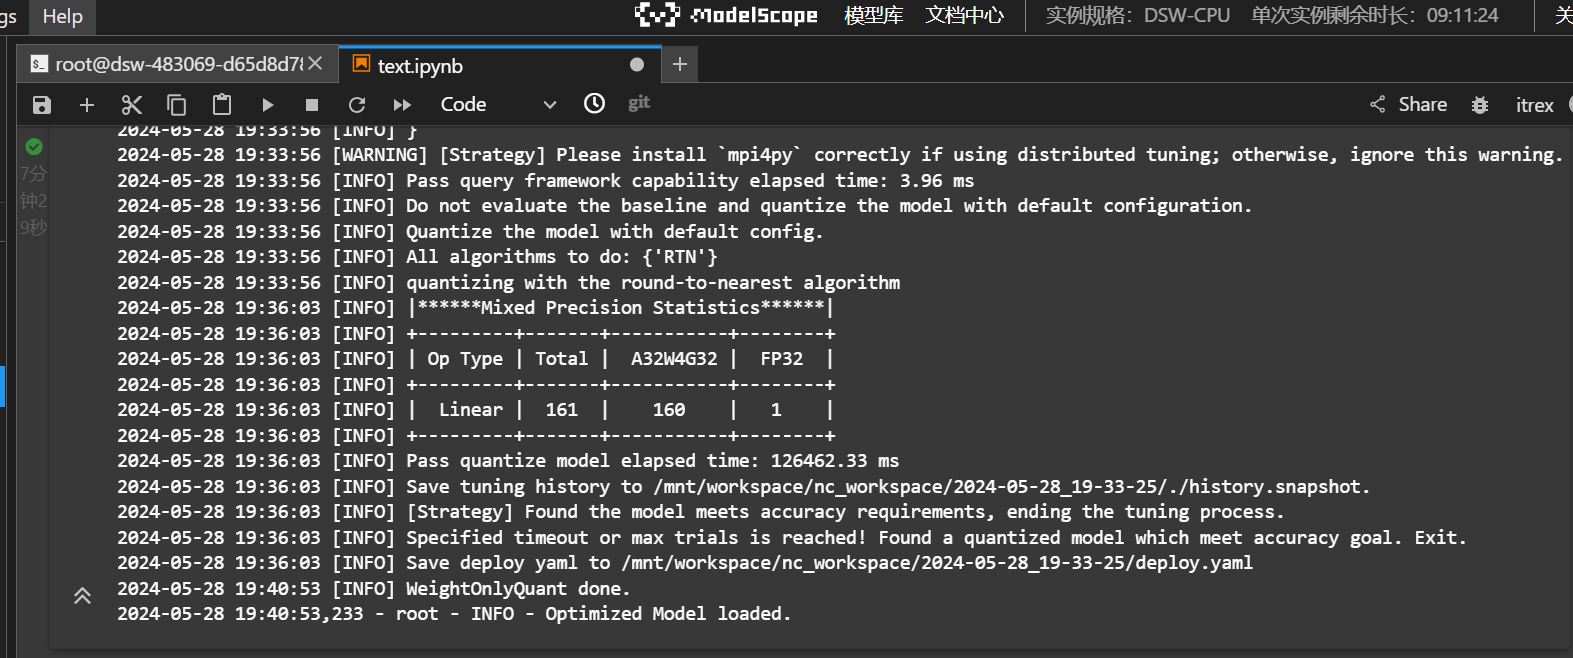 gs Help ModelScope 模型库 文档中心 实例规格: DSW-CPU 单次实例剩余时长: 09:11:24 关
root@dsw-483069-d65d8d78 text.ipynb
Code git Share itrex
7分
钟2
9秒
2024-05-28 19:33:56 [INFO] }
2024-05-28 19:33:56 [WARNING] [Strategy] Please install `mpi4py` correctly if using distributed tuning; otherwise, ignore this warning.
2024-05-28 19:33:56 [INFO] Pass query framework capability elapsed time: 3.96 ms
2024-05-28 19:33:56 [INFO] Do not evaluate the baseline and quantize the model with default configuration.
2024-05-28 19:33:56 [INFO] Quantize the model with default config.
2024-05-28 19:33:56 [INFO] All algorithms to do: {'RTN'}
2024-05-28 19:33:56 [INFO] quantizing with the round-to-nearest algorithm
2024-05-28 19:36:03 [INFO] |******Mixed Precision Statistics******|
2024-05-28 19:36:03 [INFO] +---------+-------+-----------+--------+
2024-05-28 19:36:03 [INFO] | Op Type | Total |  A32W4G32 |  FP32  |
2024-05-28 19:36:03 [INFO] +---------+-------+-----------+--------+
2024-05-28 19:36:03 [INFO] |  Linear |  161  |    160    |   1    |
2024-05-28 19:36:03 [INFO] +---------+-------+-----------+--------+
2024-05-28 19:36:03 [INFO] Pass quantize model elapsed time: 126462.33 ms
2024-05-28 19:36:03 [INFO] Save tuning history to /mnt/workspace/nc_workspace/2024-05-28_19-33-25/./history.snapshot.
2024-05-28 19:36:03 [INFO] [Strategy] Found the model meets accuracy requirements, ending the tuning process.
2024-05-28 19:36:03 [INFO] Specified timeout or max trials is reached! Found a quantized model which meet accuracy goal. Exit.
2024-05-28 19:36:03 [INFO] Save deploy yaml to /mnt/workspace/nc_workspace/2024-05-28_19-33-25/deploy.yaml
2024-05-28 19:40:53 [INFO] WeightOnlyQuant done.
2024-05-28 19:40:53,233 - root - INFO - Optimized Model loaded.